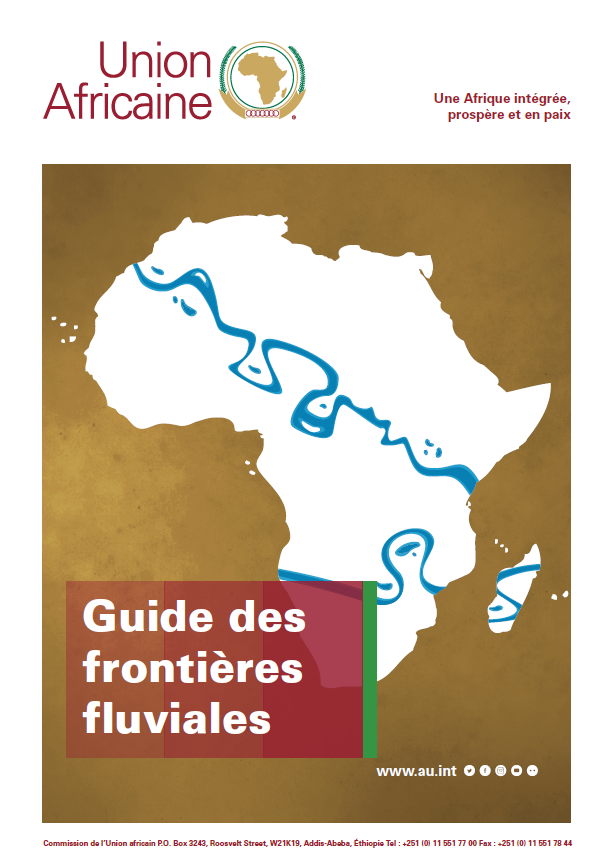 Union
Africaine
Une Afrique intégrée,
prospère et en paix
Guide des
frontières
fluviales
www.au.int
Commission de l'Union africain P.O. Box 3243, Roosvelt Street, W21K19, Addis-Abeba, Éthiopie Tel : +251 (0) 11 551 77 00 Fax : +251 (0) 11 551 78 44